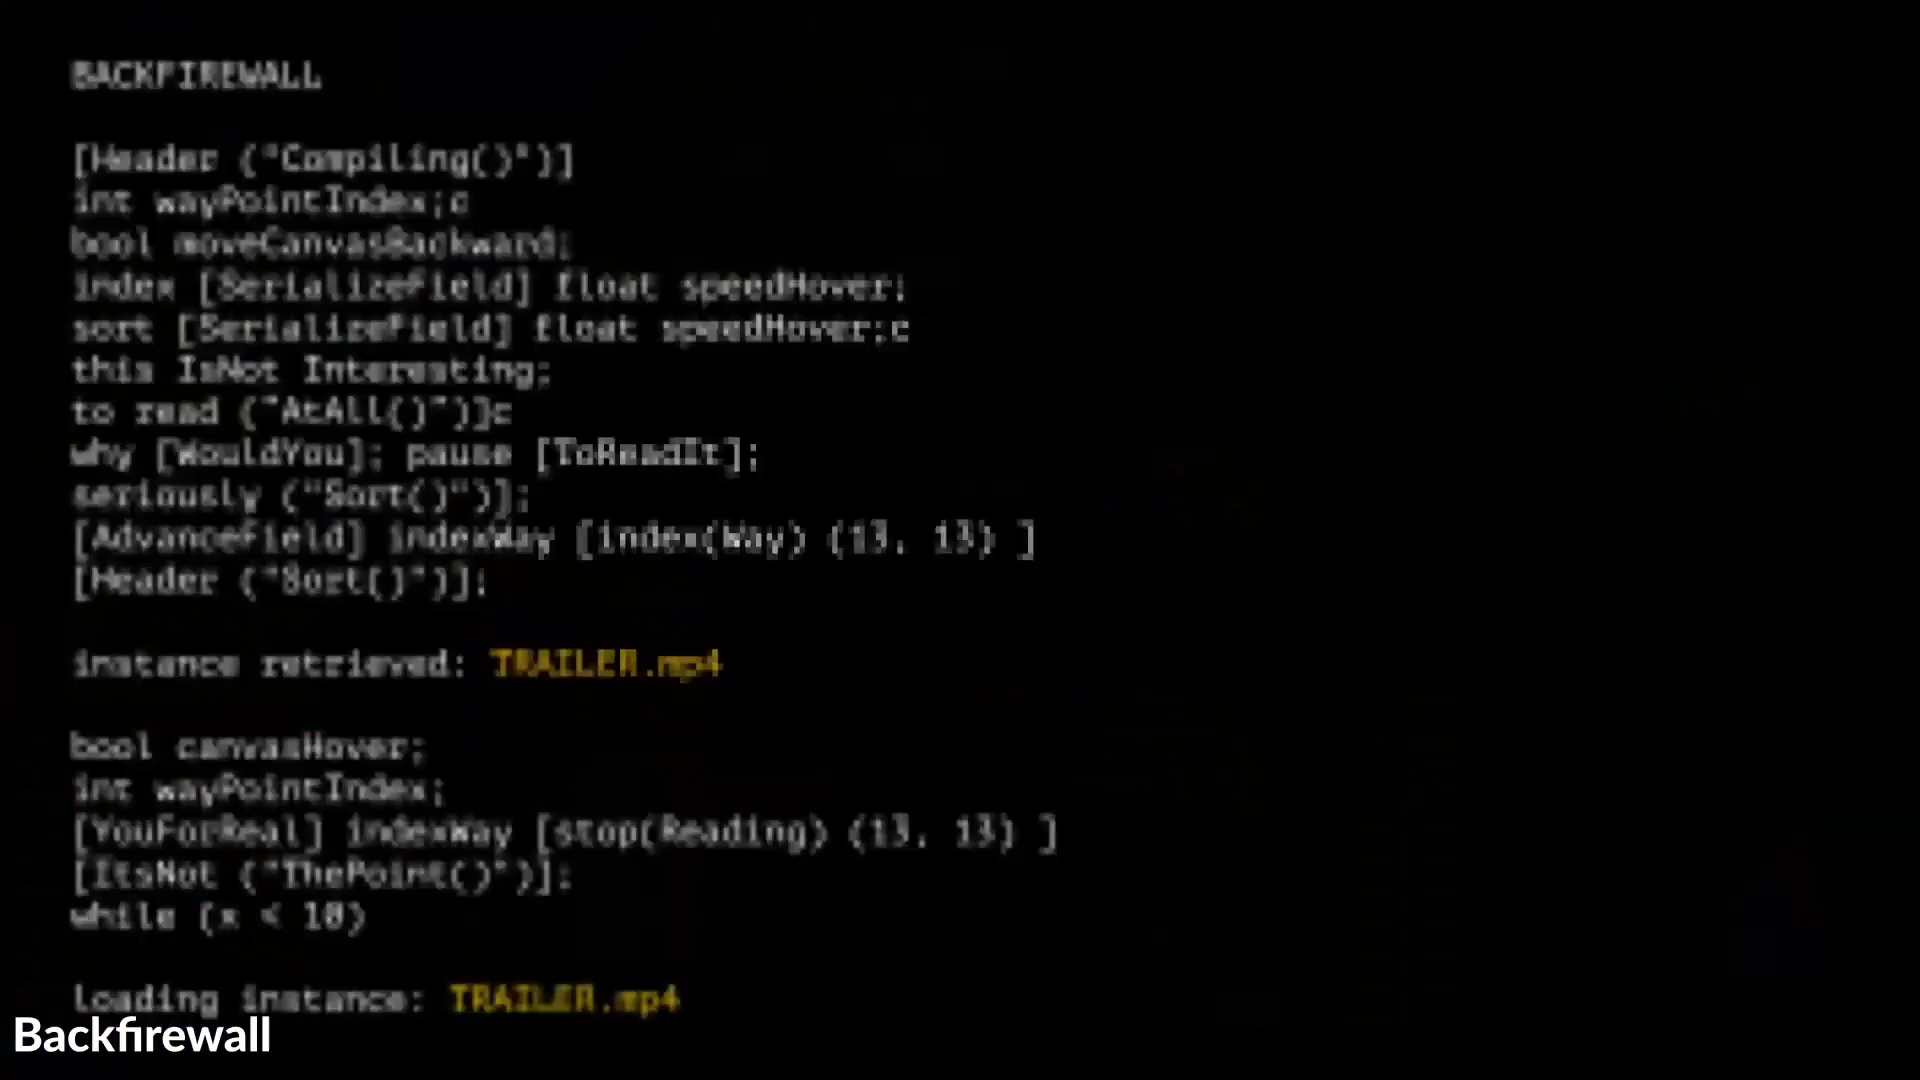 BACKFIREWALL
[Header ("Compiling()")]
int wayPointIndex;c
bool moveCanvasBackward;
index [SerializeField] float speedHover;
sort [SerializeField] float speedHover;c
this IsNot Interesting;
to read ("AtAll()")]c
why [WouldYou]; pause [ToReadIt];
seriously ("Sort()")];
[AdvanceField] indexWay [index(Way) (13, 13) ]
[Header ("Sort()")];
instance retrieved: TRAILER.mp4
bool canvasHover;
int wayPointIndex;
[YouForReal] indexWay [stop(Reading) (13, 13) ]
[ItsNot ("ThePoint()")];
while (x < 10)
loading instance: TRAILER.mp4
Backfirewall